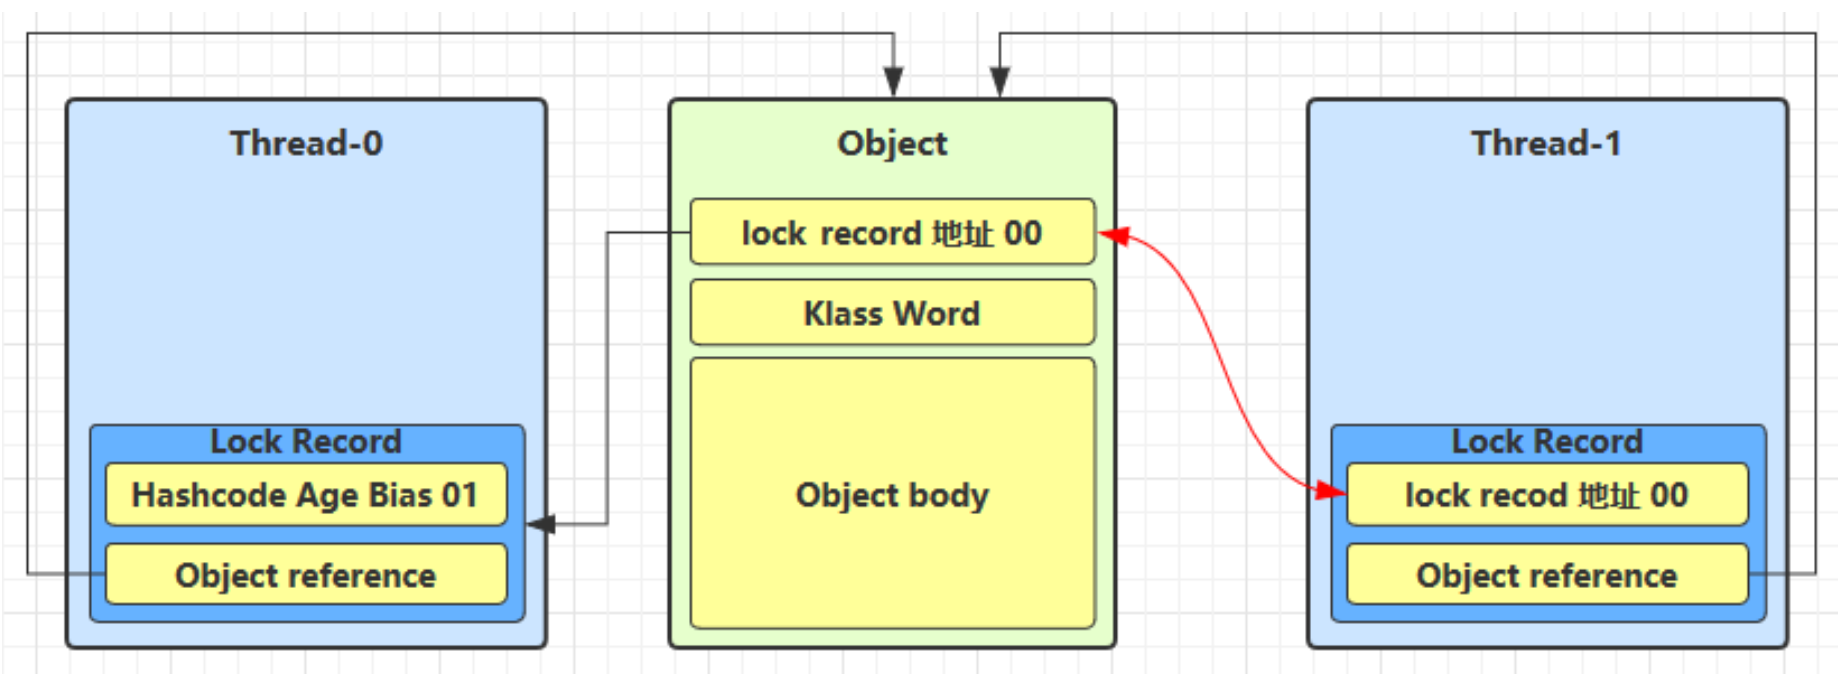 Thread-0
Lock Record
Hashcode Age Bias 01
Object reference
Object
lock record 地址 00
Klass Word
Object body
Thread-1
Lock Record
lock recod 地址 00
Object reference